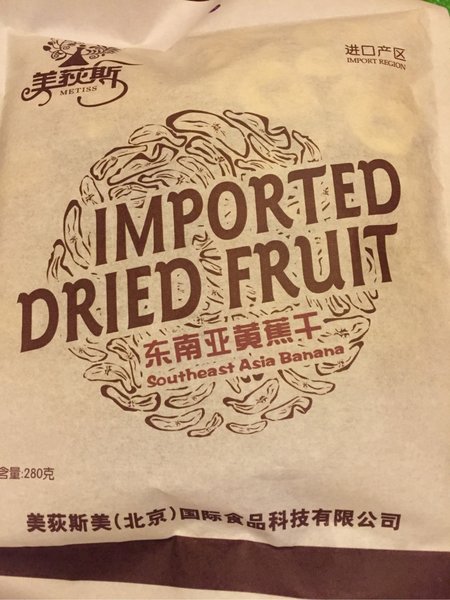 美荻斯
METISS
进口产区
IMPORT REGION
IMPORTED
DRIED FRUIT
东南亚黄蕉干
Southeast Asia Banana
含量:280克
美荻斯美(北京)国际食品科技有限公司